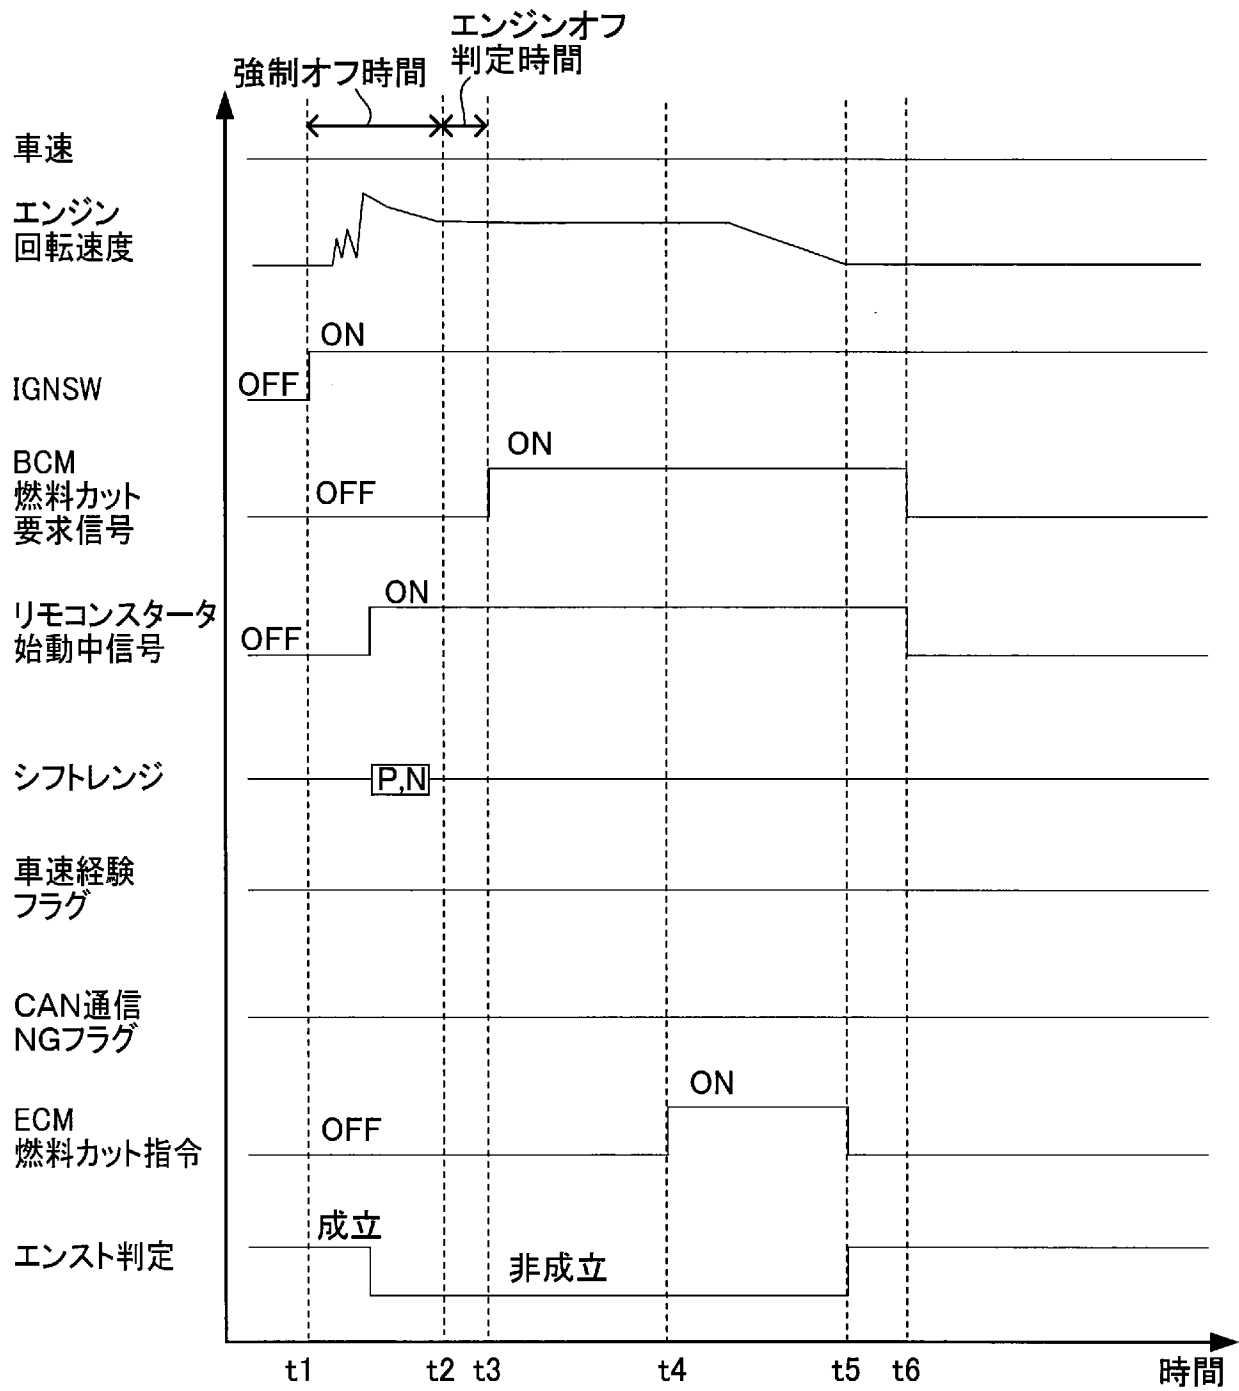 エンジンオフ
判定時間
強制オフ時間
車速
エンジン
回転速度
ON
OFF
IGNSW
ON
BCM
燃料カット
要求信号
OFF
ON
リモコンスタータ
始動中信号
OFF
シフトレンジ
P,N
車速経験
フラグ
CAN通信
NGフラグ
ON
ECM
燃料カット指令
OFF
成立
エンスト判定
非成立
t1 t2 t3 t4 t5 t6 時間